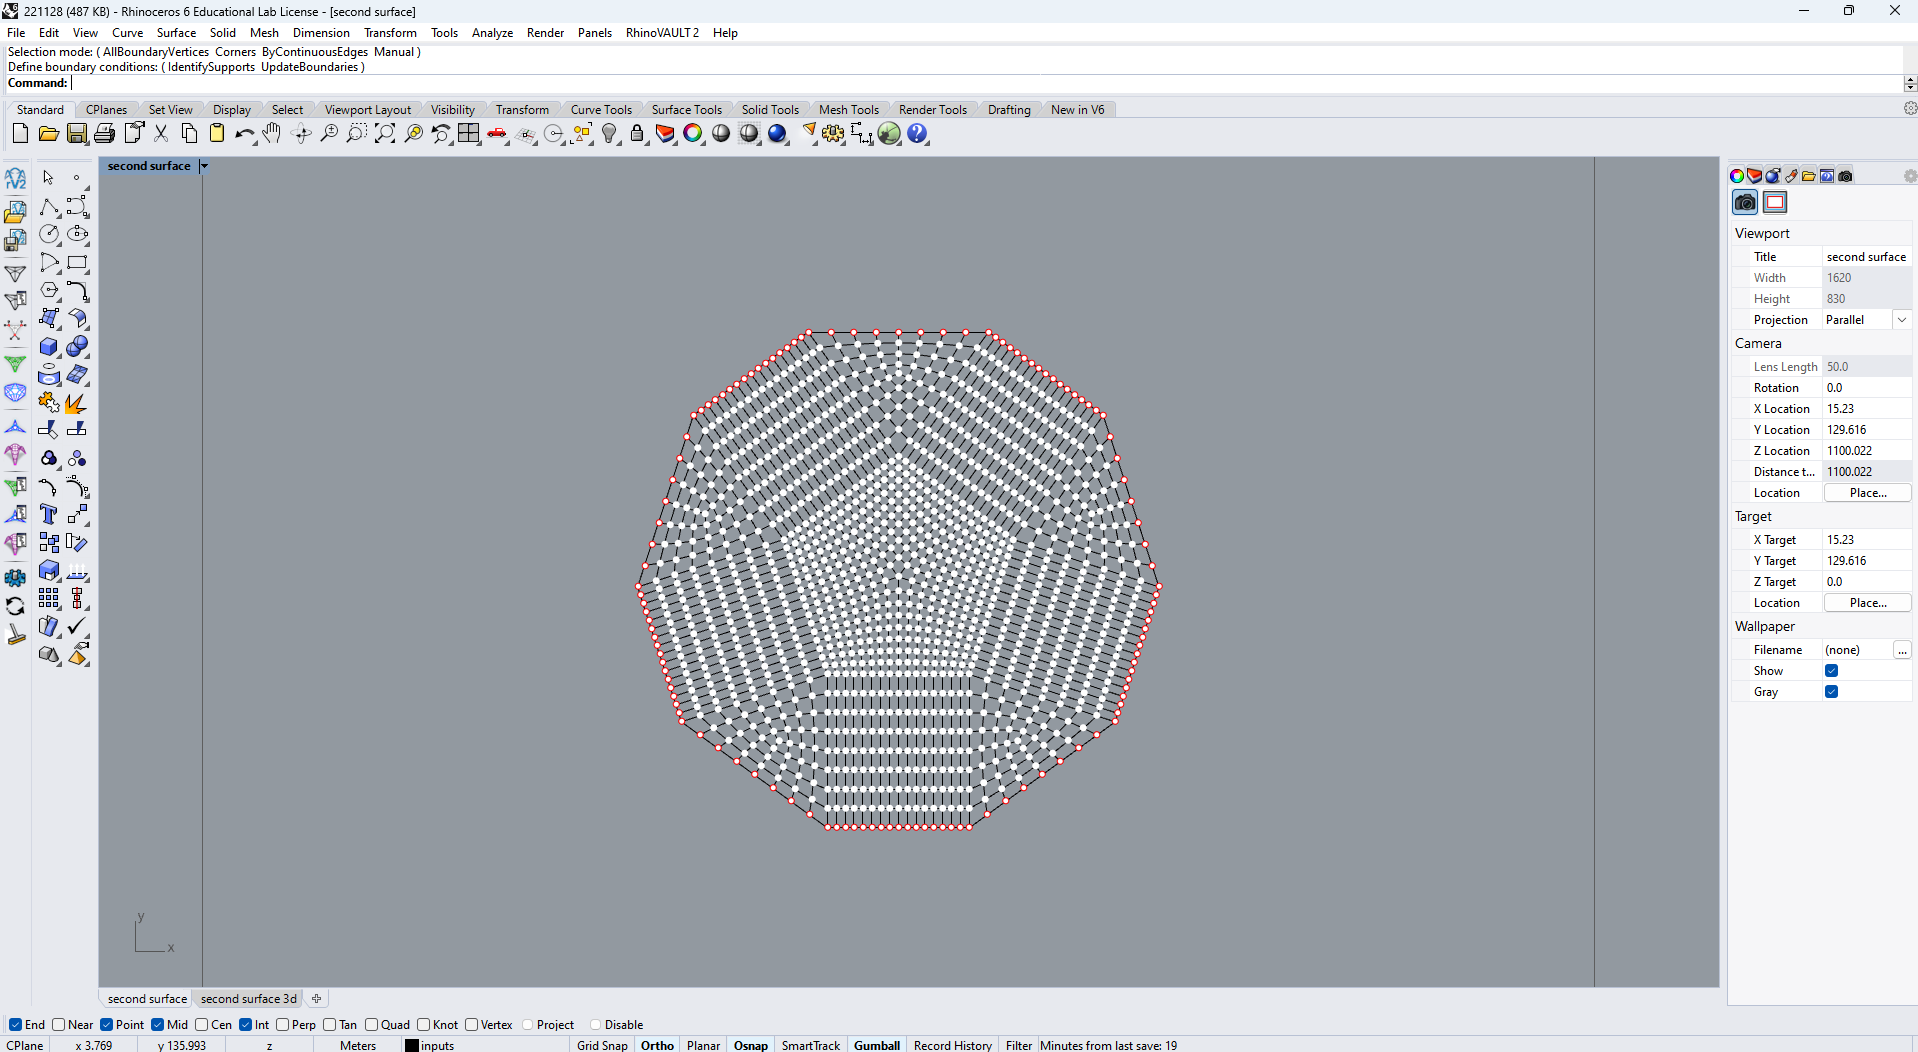 221128 (487 KB) - Rhinoceros 6 Educational Lab License - [second surface]
File Edit View Curve Surface Solid Mesh Dimension Transform Tools Analyze Render Panels RhinoVAULT2 Help
Selection mode: ( AllBoundaryVertices Corners ByContinuousEdges Manual )
Define boundary conditions: ( IdentifySupports UpdateBoundaries )
Command:
Standard CPlanes Set View Display Select Viewport Layout Visibility Transform Curve Tools Surface Tools Solid Tools Mesh Tools Render Tools Drafting New in V6
second surface
Viewport
Title second surface
Width 1620
Height 830
Projection Parallel
Camera
Lens Length 50.0
Rotation 0.0
X Location 15.23
Y Location 129.616
Z Location 1100.022
Distance t... 1100.022
Location Place...
Target
X Target 15.23
Y Target 129.616
Z Target 0.0
Location Place...
Wallpaper
Filename (none) ...
Show
Gray
y
x
second surface second surface 3d
End Near Point Mid Cen Int Perp Tan Quad Knot Vertex Project Disable
CPlane x 3.769 y 135.993 z Meters inputs Grid Snap Ortho Planar Osnap SmartTrack Gumball Record History Filter Minutes from last save: 19